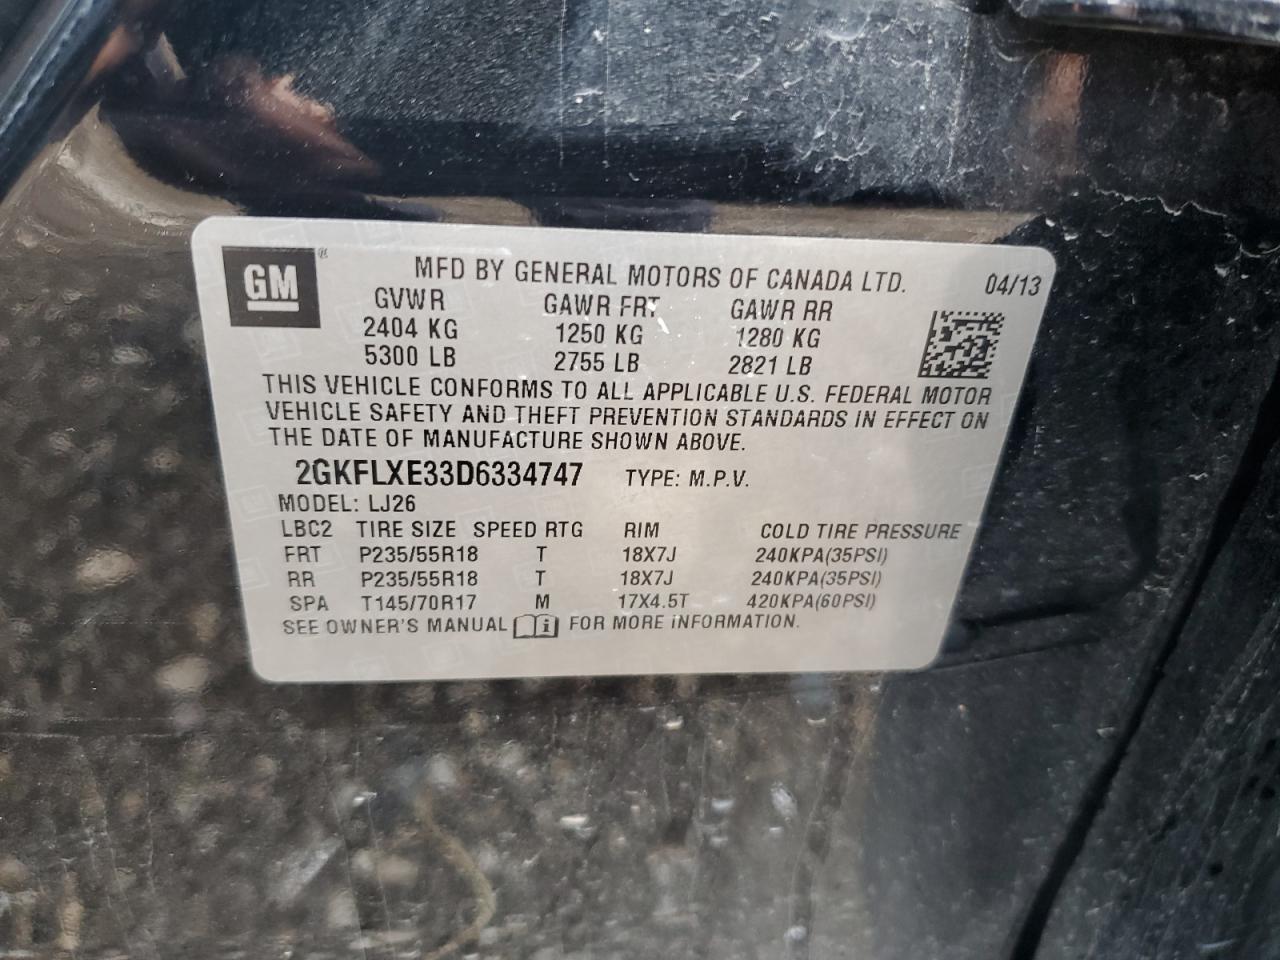 GM®
MFD BY GENERAL MOTORS OF CANADA LTD. 04/13
GVWR GAWR FRT GAWR RR
2404 KG 1250 KG 1280 KG
5300 LB 2755 LB 2821 LB
THIS VEHICLE CONFORMS TO ALL APPLICABLE U.S. FEDERAL MOTOR
VEHICLE SAFETY AND THEFT PREVENTION STANDARDS IN EFFECT ON
THE DATE OF MANUFACTURE SHOWN ABOVE.
2GKFLXE33D6334747 TYPE: M.P.V.
MODEL: LJ26
LBC2 TIRE SIZE SPEED RTG RIM COLD TIRE PRESSURE
FRT P235/55R18 T 18X7J 240KPA(35PSI)
RR P235/55R18 T 18X7J 240KPA(35PSI)
SPA T145/70R17 M 17X4.5T 420KPA(60PSI)
SEE OWNER'S MANUAL i FOR MORE INFORMATION.